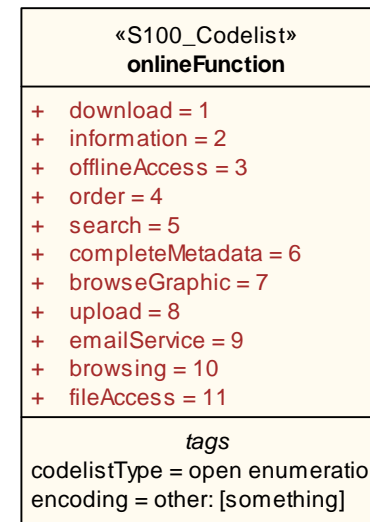 «S100_Codelist»
onlineFunction
+ download = 1
+ information = 2
+ offlineAccess = 3
+ order = 4
+ search = 5
+ completeMetadata = 6
+ browseGraphic = 7
+ upload = 8
+ emailService = 9
+ browsing = 10
+ fileAccess = 11
tags
codelistType = open enumeratio
encoding = other: [something]